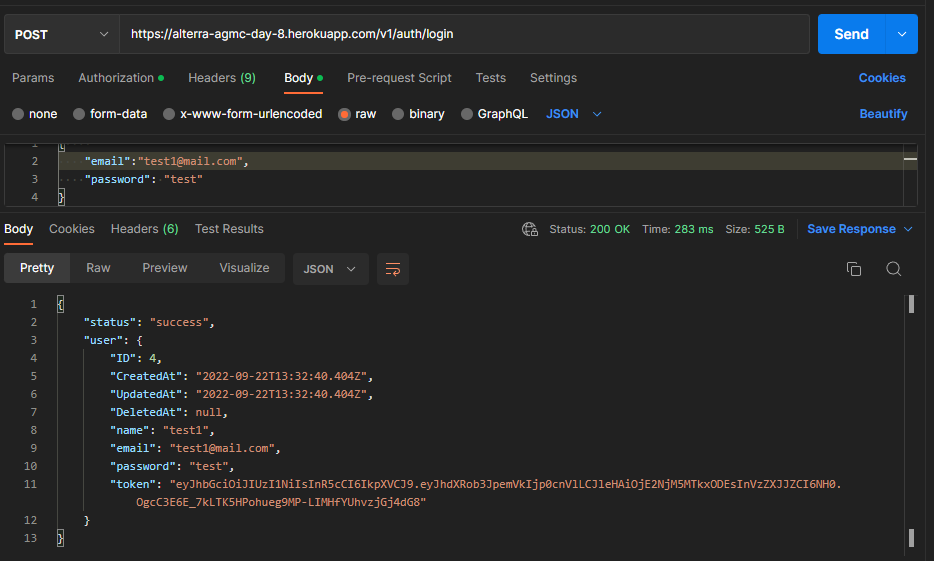 POST https://alterra-agmc-day-8.herokuapp.com/v1/auth/login Send
Params Authorization Headers (9) Body Pre-request Script Tests Settings Cookies
none form-data x-www-form-urlencoded raw binary GraphQL JSON Beautify
1 {
2 "email":"test1@mail.com",
3 "password": "test"
4 }
Body Cookies Headers (6) Test Results Status: 200 OK Time: 283 ms Size: 525 B Save Response
Pretty Raw Preview Visualize JSON
1 {
2 "status": "success",
3 "user": {
4 "ID": 4,
5 "CreatedAt": "2022-09-22T13:32:40.404Z",
6 "UpdatedAt": "2022-09-22T13:32:40.404Z",
7 "DeletedAt": null,
8 "name": "test1",
9 "email": "test1@mail.com",
10 "password": "test",
11 "token": "eyJhbGciOiJIUzI1NiIsInR5cCI6IkpXVCJ9.eyJhdXRob3JpemVkIjp0cnVlLCJleHAiOjE2NjM5MTkxODEsInVzZXJJZCI6NH0.
OgcC3E6E_7kLTK5HPohueg9MP-LIMHfYUhvzjGj4dG8"
12 }
13 }